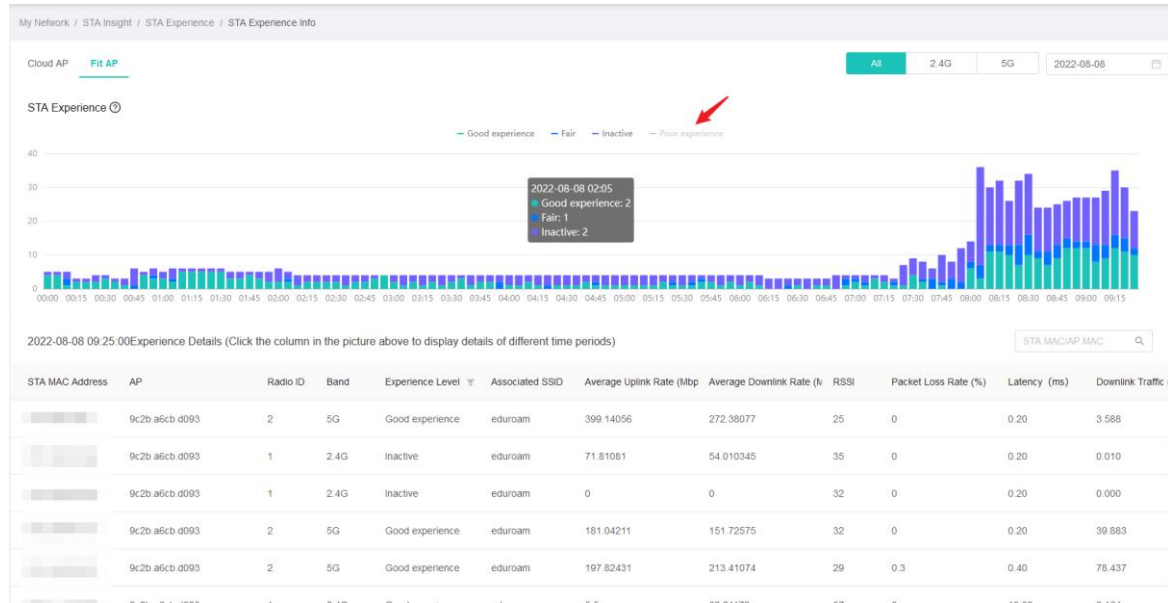 My Network / STA Insight / STA Experience / STA Experience Info
Cloud AP Fit AP All 2.4G 5G 2022-08-08
STA Experience
Good experience Fair Inactive Poor experience
40
30
20
10
0
2022-08-08 02:05
Good experience: 2
Fair: 1
Inactive: 2
00:00 00:15 00:30 00:45 01:00 01:15 01:30 01:45 02:00 02:15 02:30 02:45 03:00 03:15 03:30 03:45 04:00 04:15 04:30 04:45 05:00 05:15 05:30 05:45 06:00 06:15 06:30 06:45 07:00 07:15 07:30 07:45 08:00 08:15 08:30 08:45 09:00 09:15
2022-08-08 09:25:00Experience Details (Click the column in the picture above to display details of different time periods) STA MAC/AP MAC
STA MAC Address AP Radio ID Band Experience Level Associated SSID Average Uplink Rate (Mbp Average Downlink Rate (M RSSI Packet Loss Rate (%) Latency (ms) Downlink Traffic
9c2b.a6cb.d093 2 5G Good experience eduroam 399.14056 272.38077 25 0 0.20 3.588
9c2b.a6cb.d093 1 2.4G Inactive eduroam 71.81081 54.010345 35 0 0.20 0.010
9c2b.a6cb.d093 1 2.4G Inactive eduroam 0 0 32 0 0.20 0.000
9c2b.a6cb.d093 2 5G Good experience eduroam 181.04211 151.72575 32 0 0.20 39.883
9c2b.a6cb.d093 2 5G Good experience eduroam 197.82431 213.41074 29 0.3 0.40 78.437